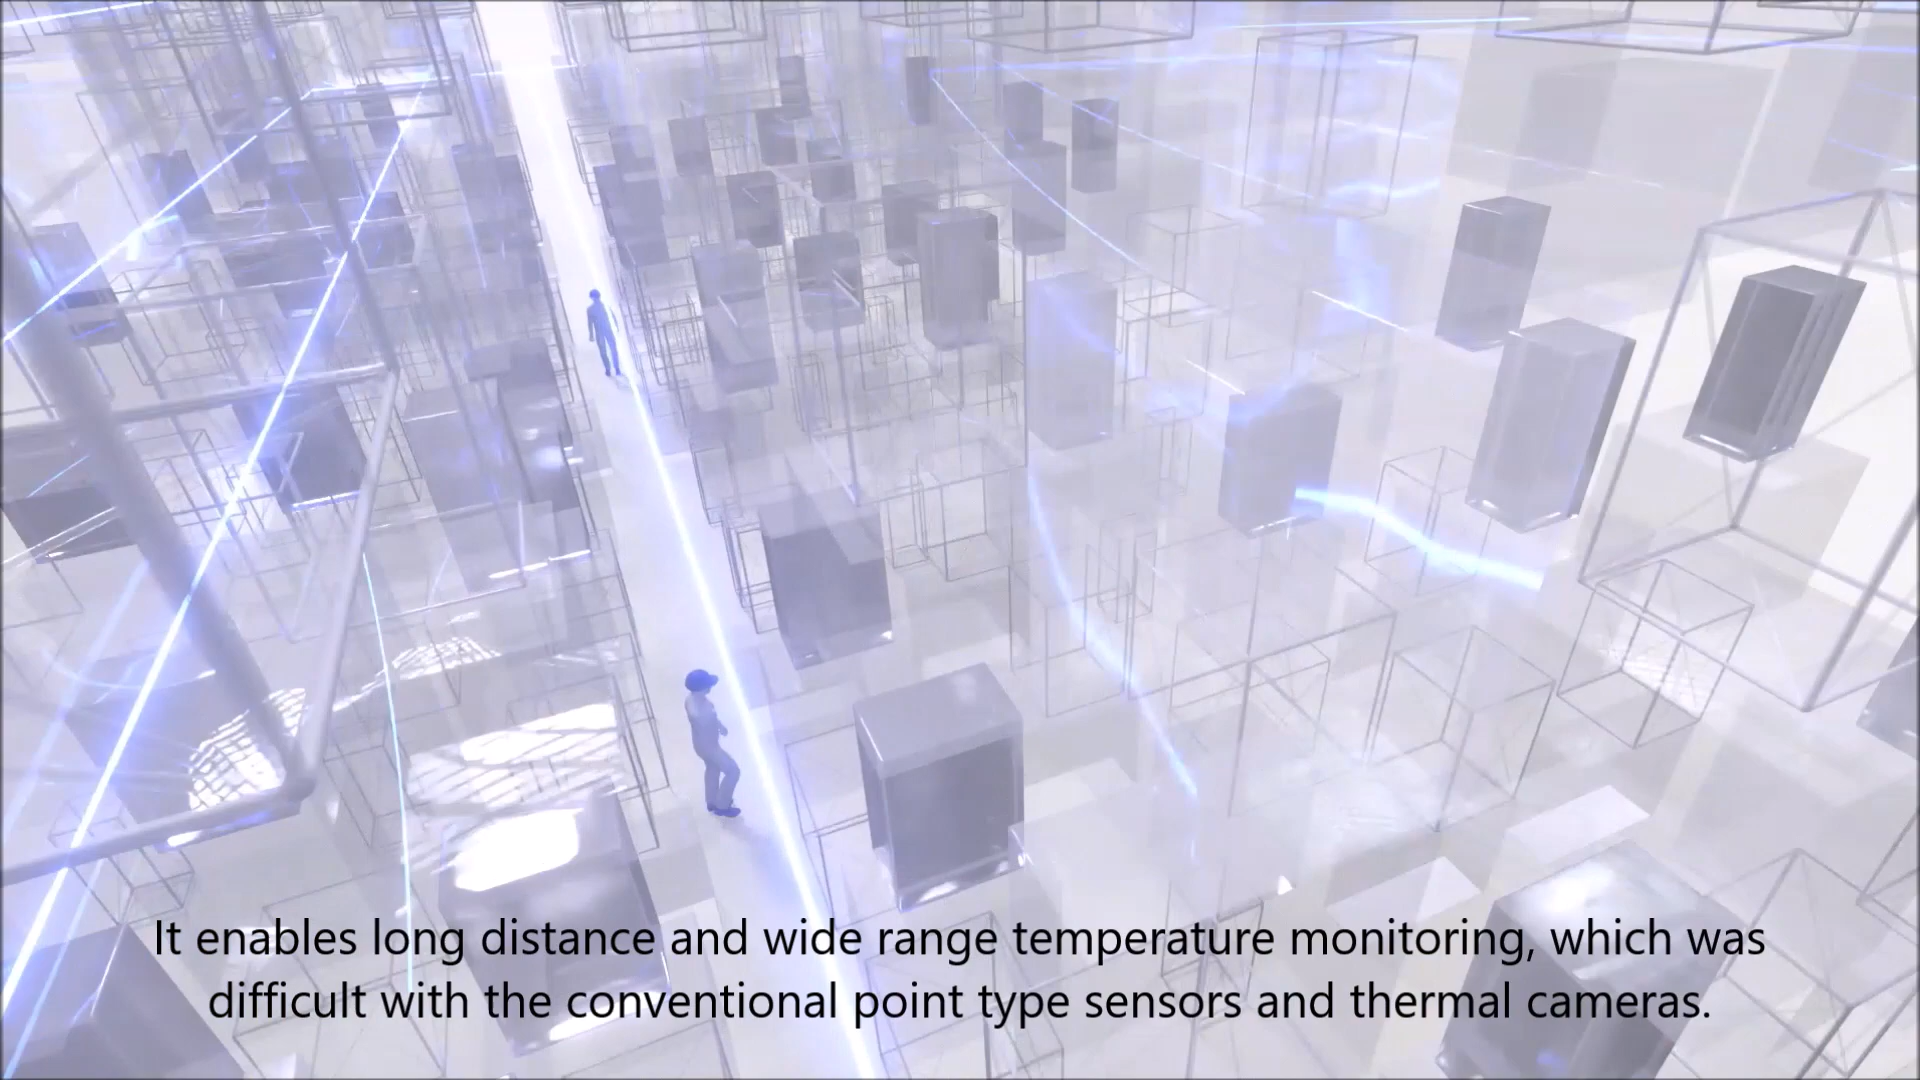 It enables long distance and wide range temperature monitoring, which was
difficult with the conventional point type sensors and thermal cameras.